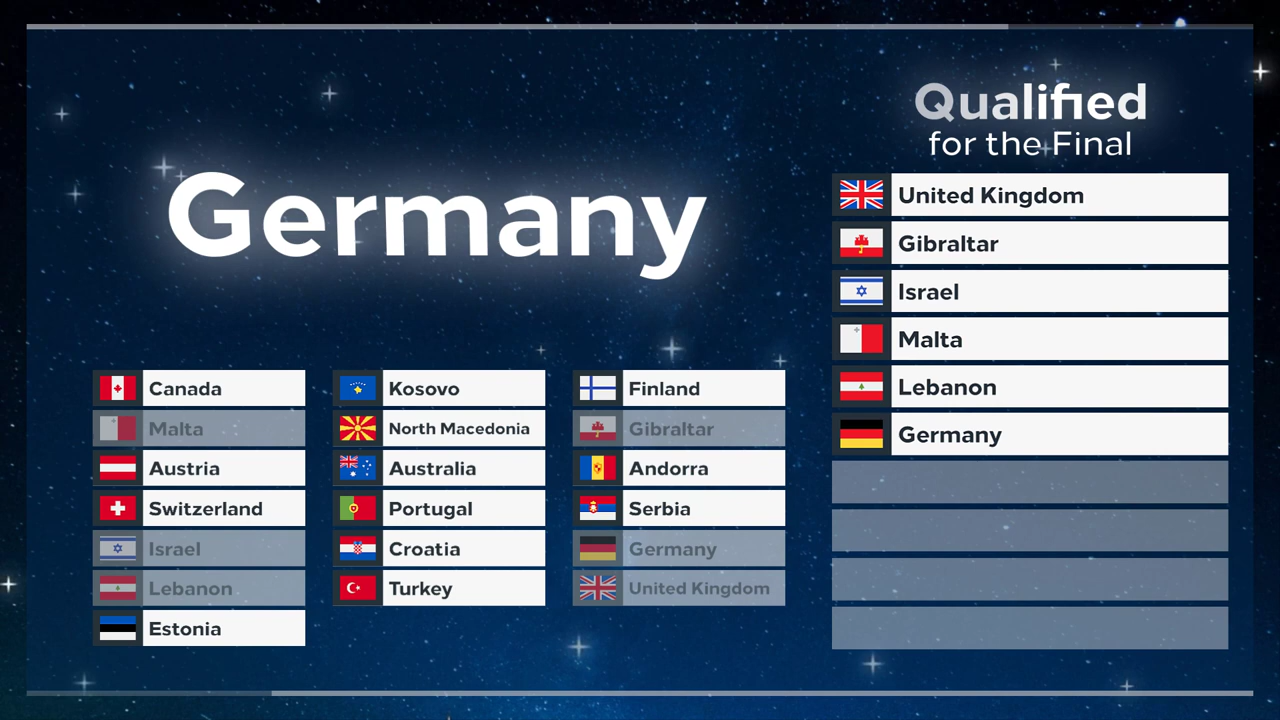 Germany
Canada
Malta
Austria
Switzerland
Israel
Lebanon
Estonia
Kosovo
North Macedonia
Australia
Portugal
Croatia
Turkey
Finland
Gibraltar
Andorra
Serbia
Germany
United Kingdom
Qualified
for the Final
United Kingdom
Gibraltar
Israel
Malta
Lebanon
Germany